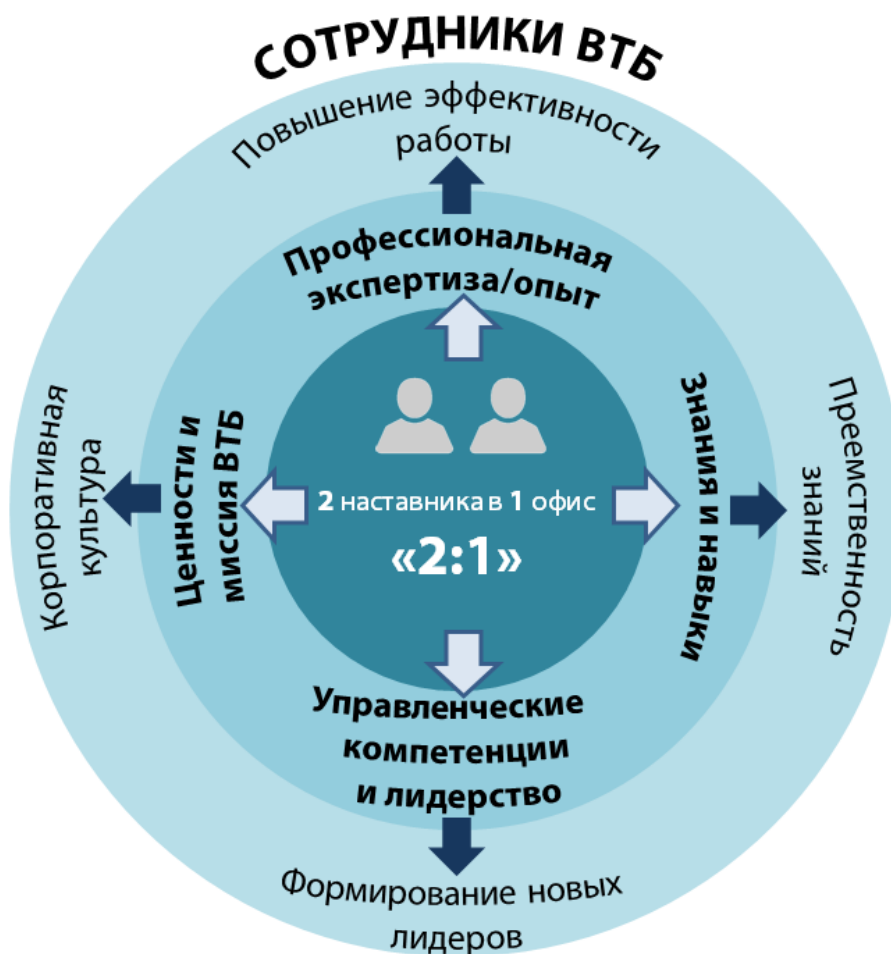 СОТРУДНИКИ ВТБ
Повышение эффективности
работы
Профессиональная
экспертиза/опыт
Корпоративная
культура
Ценности и
миссия ВТБ
2 наставника в 1 офис
«2:1»
Знания и навыки
Преемственность
знаний
Управленческие
компетенции
и лидерство
Формирование новых
лидеров